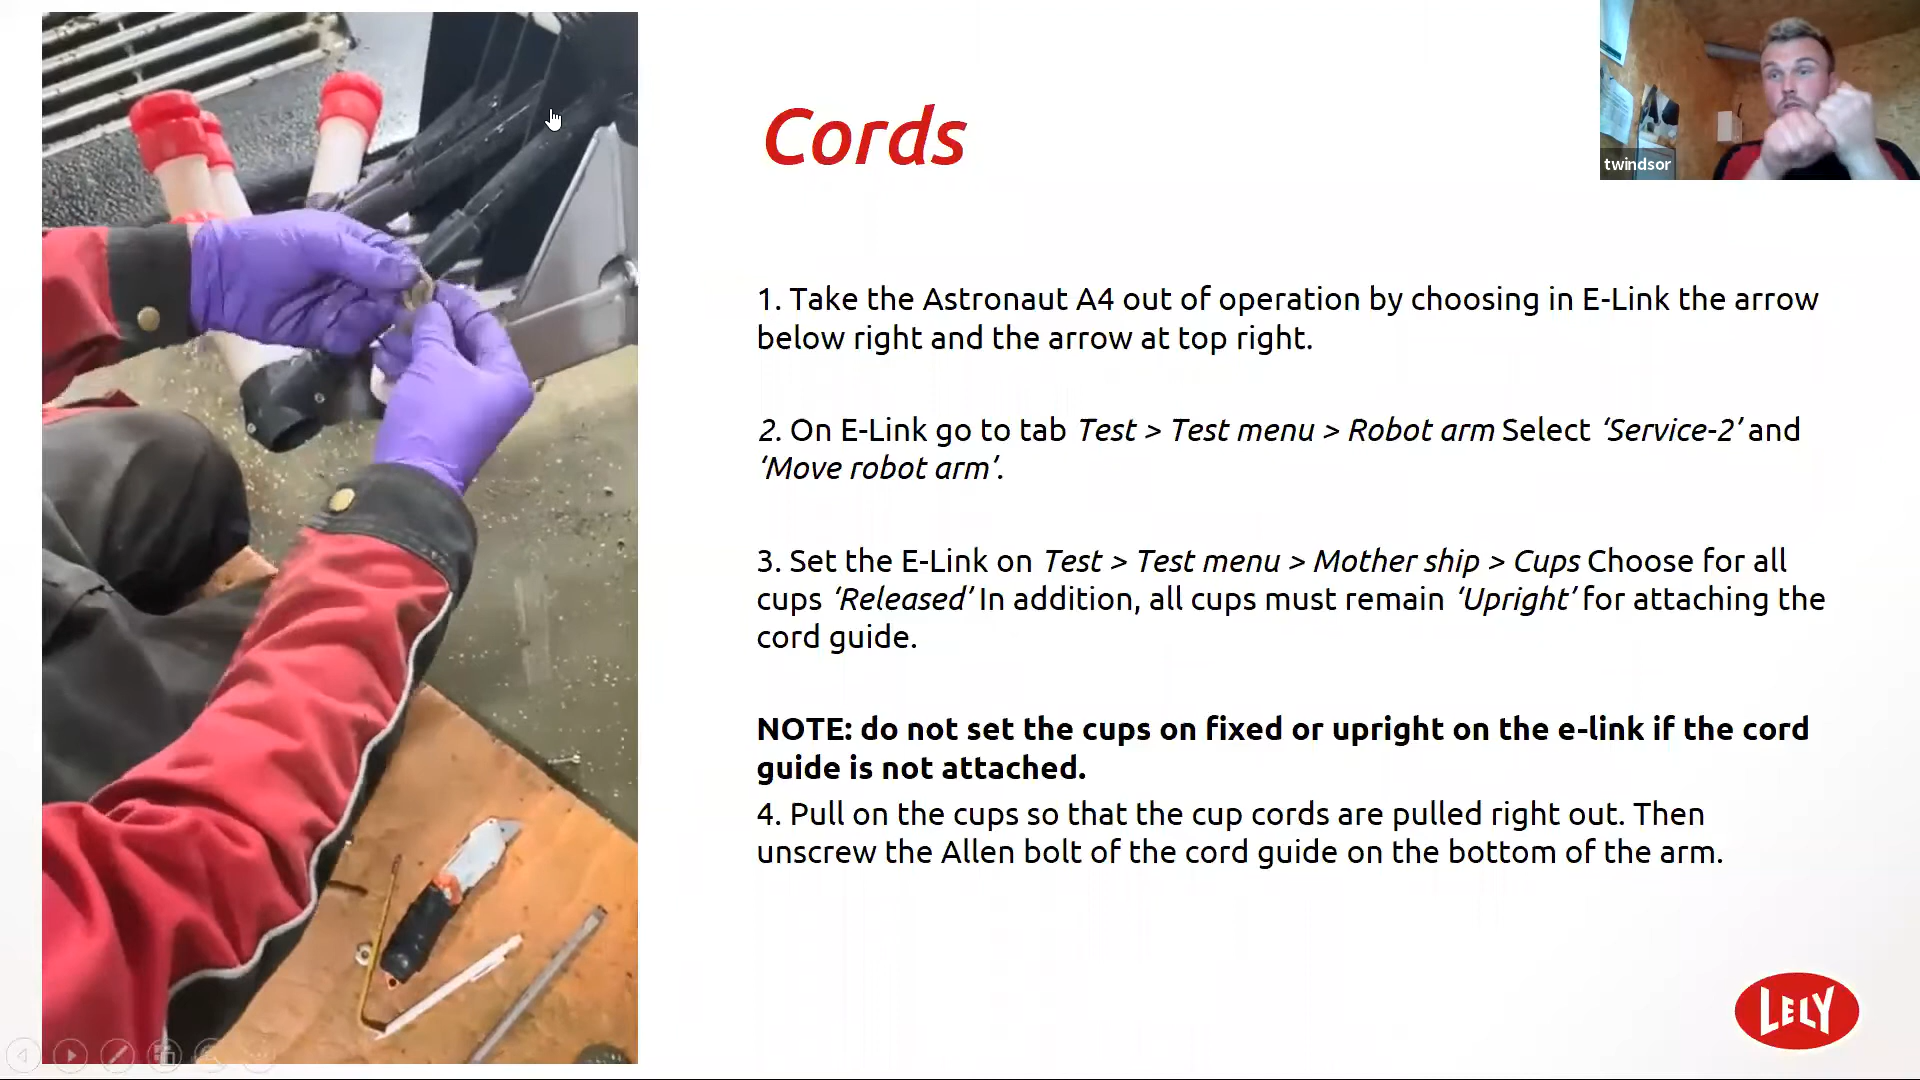 Cords
twindsor
1. Take the Astronaut A4 out of operation by choosing in E-Link the arrow
below right and the arrow at top right.
2. On E-Link go to tab Test > Test menu > Robot arm Select ‘Service-2’ and
‘Move robot arm’.
3. Set the E-Link on Test > Test menu > Mother ship > Cups Choose for all
cups ‘Released’ In addition, all cups must remain ‘Upright’ for attaching the
cord guide.
NOTE: do not set the cups on fixed or upright on the e-link if the cord
guide is not attached.
4. Pull on the cups so that the cup cords are pulled right out. Then
unscrew the Allen bolt of the cord guide on the bottom of the arm.
LELY